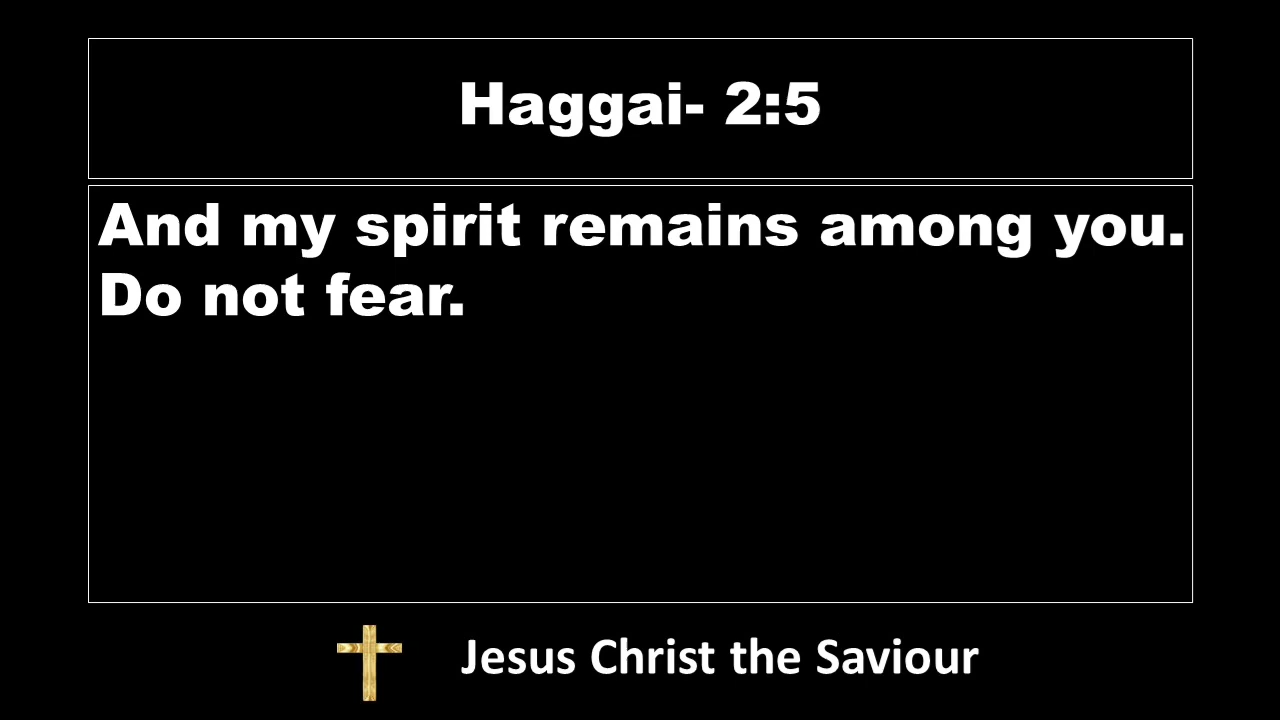 Haggai- 2:5
And my spirit remains among you.
Do not fear.
Jesus Christ the Saviour